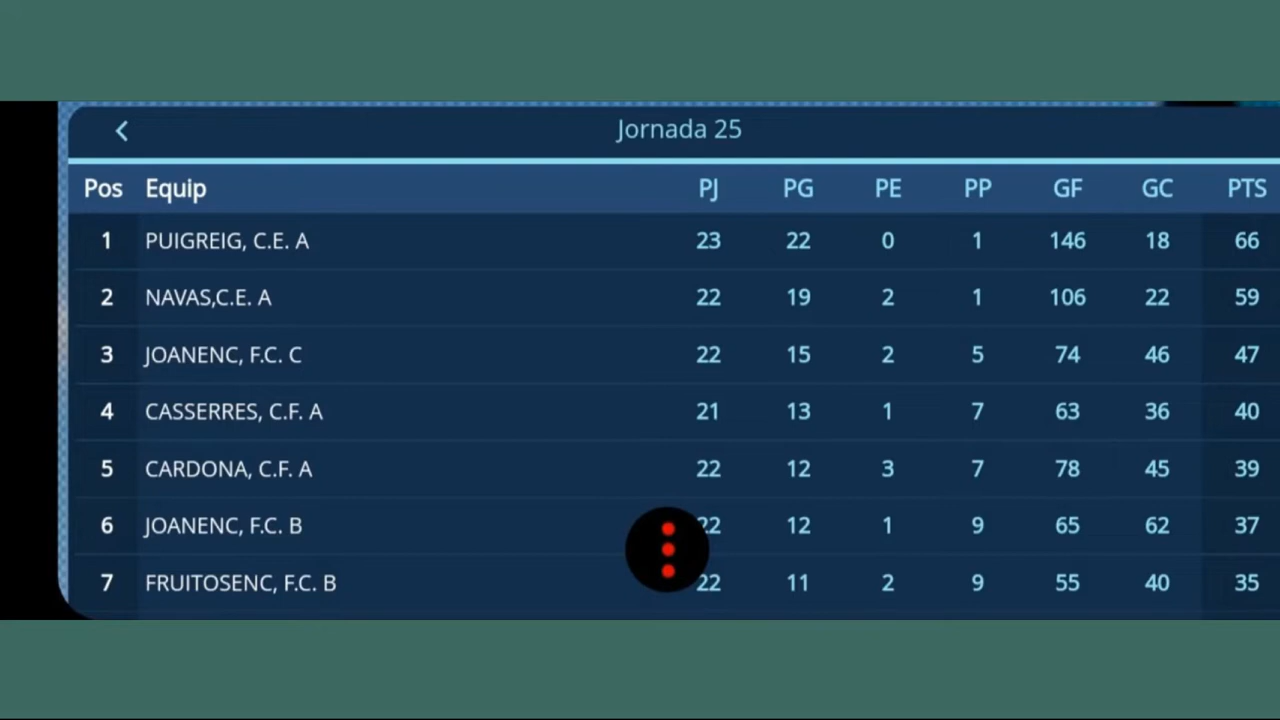 Jornada 25
Pos Equip PJ PG PE PP GF GC PTS
1 PUIGREIG, C.E. A 23 22 0 1 146 18 66
2 NAVAS,C.E. A 22 19 2 1 106 22 59
3 JOANENC, F.C. C 22 15 2 5 74 46 47
4 CASSERRES, C.F. A 21 13 1 7 63 36 40
5 CARDONA, C.F. A 22 12 3 7 78 45 39
6 JOANENC, F.C. B 22 12 1 9 65 62 37
7 FRUITOSENC, F.C. B 22 11 2 9 55 40 35